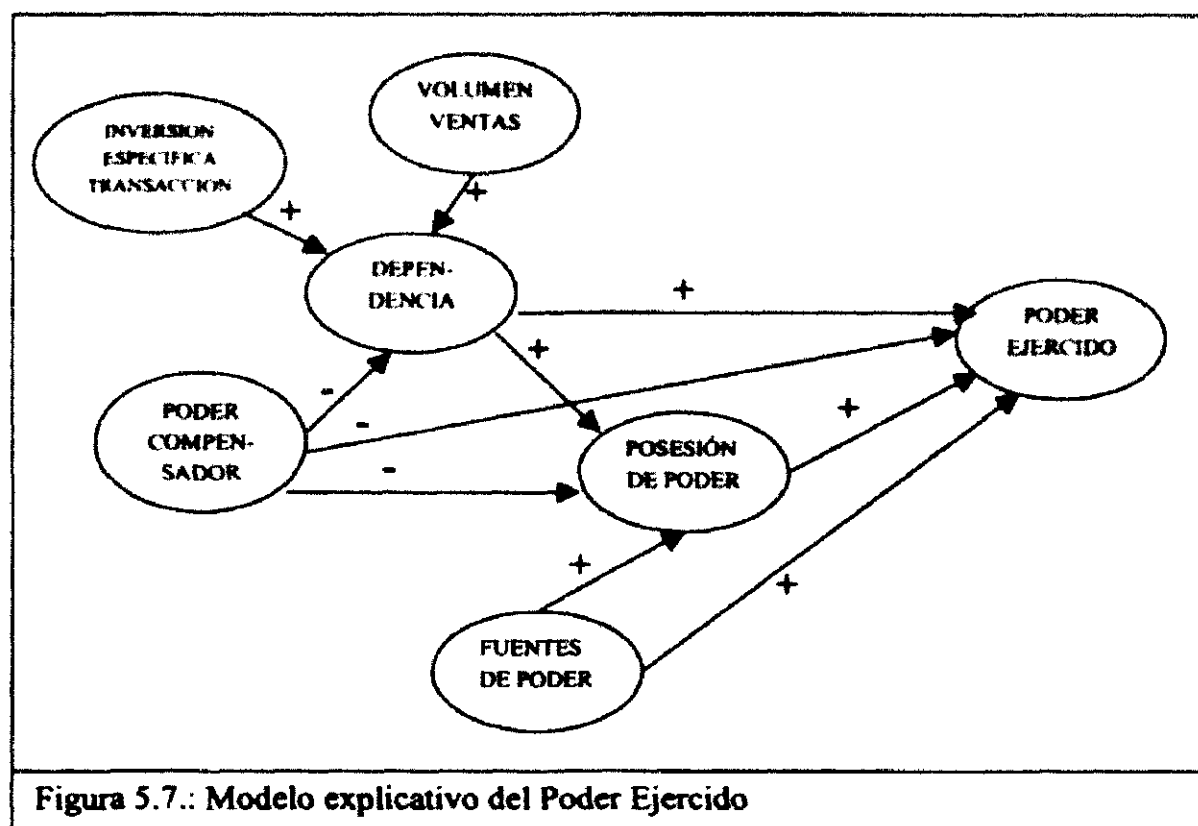 VOLUMEN
VENTAS
INVERSION
ESPECIFICA
TRANSACCION
+
+
DEPEN-
DENCIA
+
PODER
EJERCIDO
+
-
-
PODER
COMPEN-
SADOR
+
POSESIÓN
DE PODER
-
+
+
FUENTES
DE PODER
Figura 5.7.: Modelo explicativo del Poder Ejercido